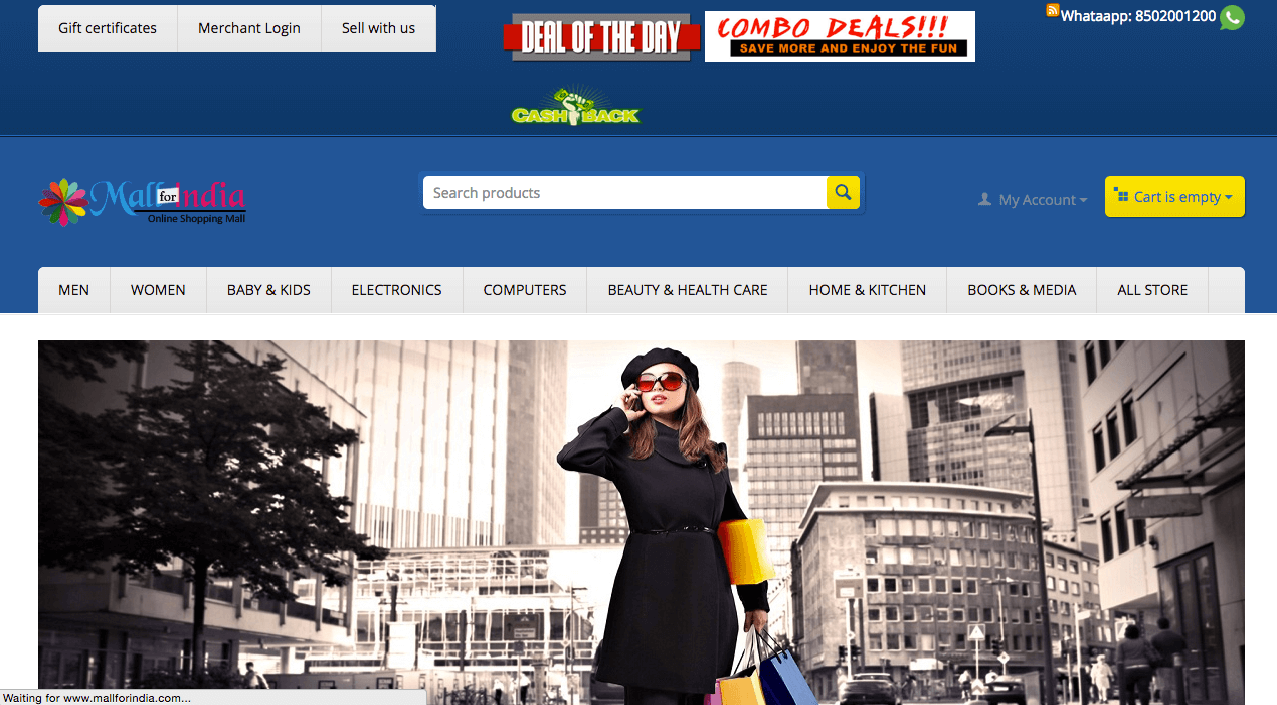 Gift certificates
Merchant Login
Sell with us
DEAL OF THE DAY
COMBO DEALS!!!
SAVE MORE AND ENJOY THE FUN
Whataapp: 8502001200
CASH BACK
Mall for India
Online Shopping Mall
Search products
My Account
Cart is empty
MEN
WOMEN
BABY & KIDS
ELECTRONICS
COMPUTERS
BEAUTY & HEALTH CARE
HOME & KITCHEN
BOOKS & MEDIA
ALL STORE
Waiting for www.mallforindia.com...